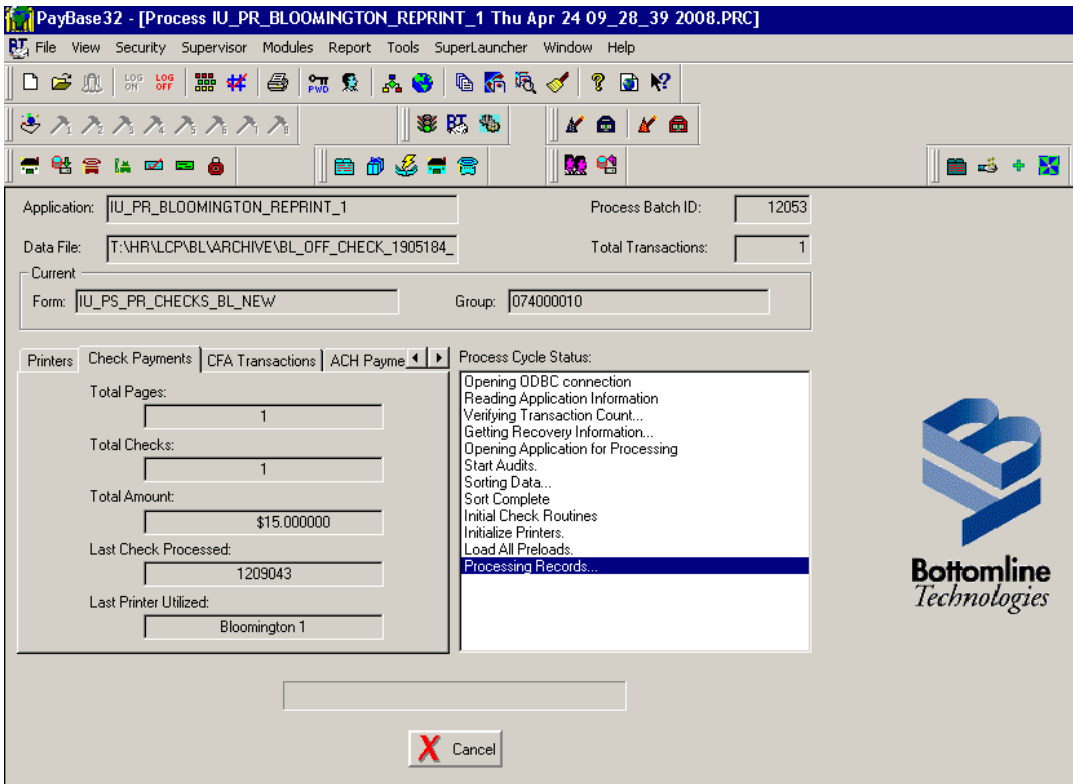 PayBase32 - [Process IU_PR_BLOOMINGTON_REPRINT_1 Thu Apr 24 09_28_39 2008.PRC]
File View Security Supervisor Modules Report Tools SuperLauncher Window Help
LOG ON LOG OFF PWD
Application: IU_PR_BLOOMINGTON_REPRINT_1 Process Batch ID: 12053
Data File: T:\HR\LCP\BL\ARCHIVE\BL_OFF_CHECK_1905184_ Total Transactions: 1
Current
Form: IU_PS_PR_CHECKS_BL_NEW Group: 074000010
Printers Check Payments CFA Transactions ACH Payme
Total Pages:
1
Total Checks:
1
Total Amount:
$15.000000
Last Check Processed:
1209043
Last Printer Utilized:
Bloomington 1
Process Cycle Status:
Opening ODBC connection
Reading Application Information
Verifying Transaction Count...
Getting Recovery Information...
Opening Application for Processing
Start Audits.
Sorting Data...
Sort Complete
Initial Check Routines
Initialize Printers.
Load All Preloads.
Processing Records...
Bottomline
Technologies
Cancel